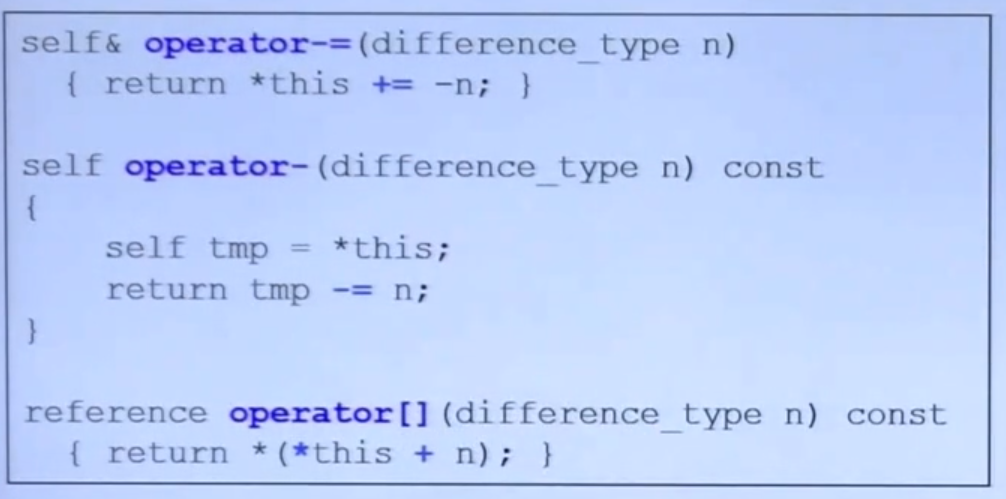 self& operator-=(difference_type n)
{ return *this += -n; }
self operator-(difference_type n) const
{
self tmp = *this;
return tmp -= n;
}
reference operator[](difference_type n) const
{ return *(*this + n); }